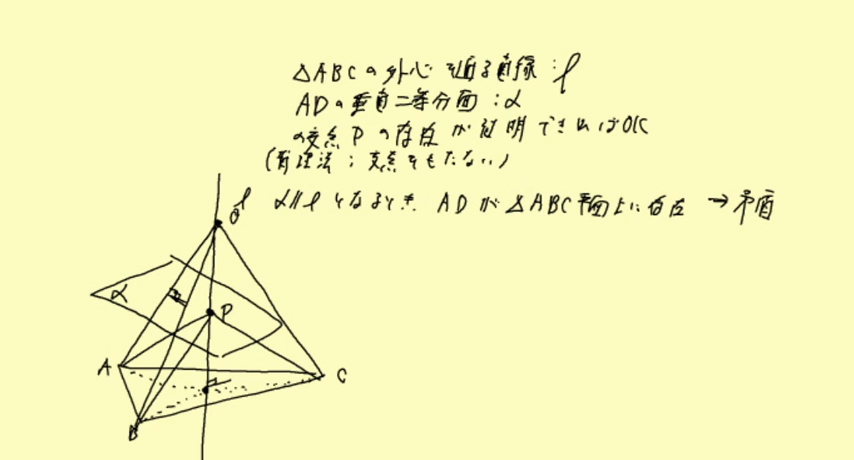 △ABCの外心を通る直線:l
ADの垂直二等分面:α
の交点Pの存在が証明できればOK
(背理法:交点をもたない)
α//lとなるとき ADが△ABC平面上に存在 →矛盾
l
D
α
P
A
C
B